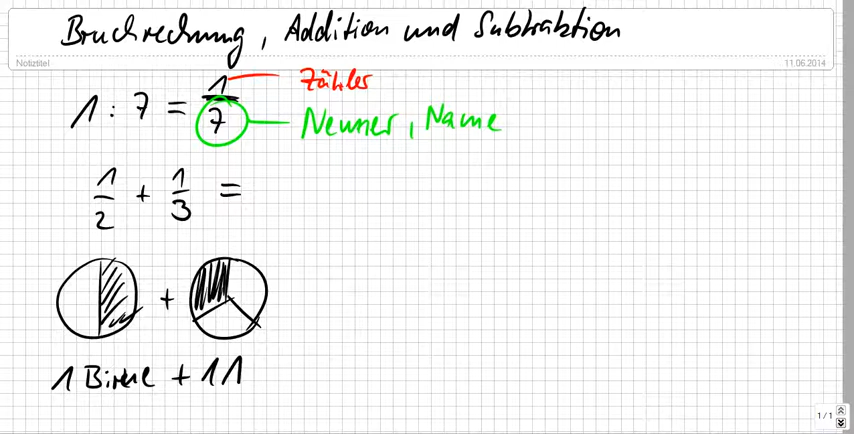 Bruchrechnung, Addition und Subtraktion
Notiztitel
11.06.2014
1 : 7 = 1/7
Zähler
Nenner, Name
1/2 + 1/3 =
+
1 Birne + 11
1/1